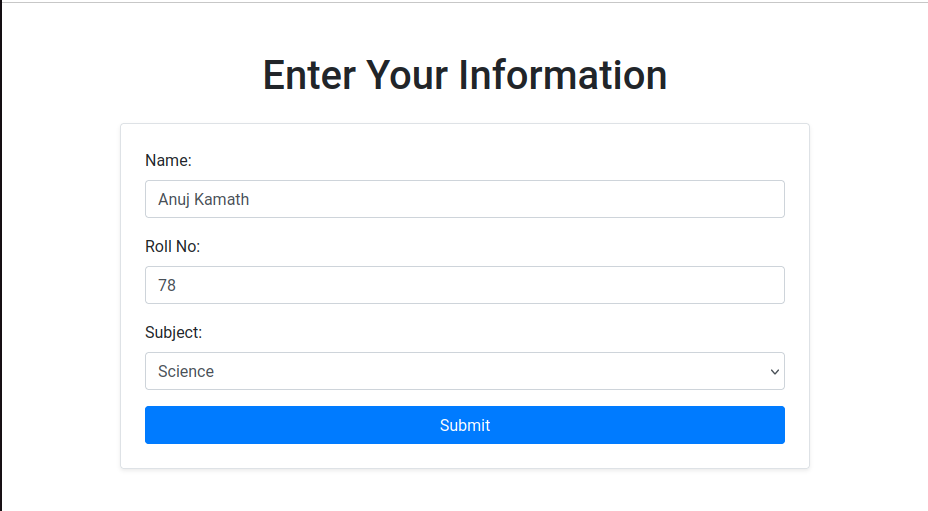 Enter Your Information
Name:
Anuj Kamath
Roll No:
78
Subject:
Science
Submit